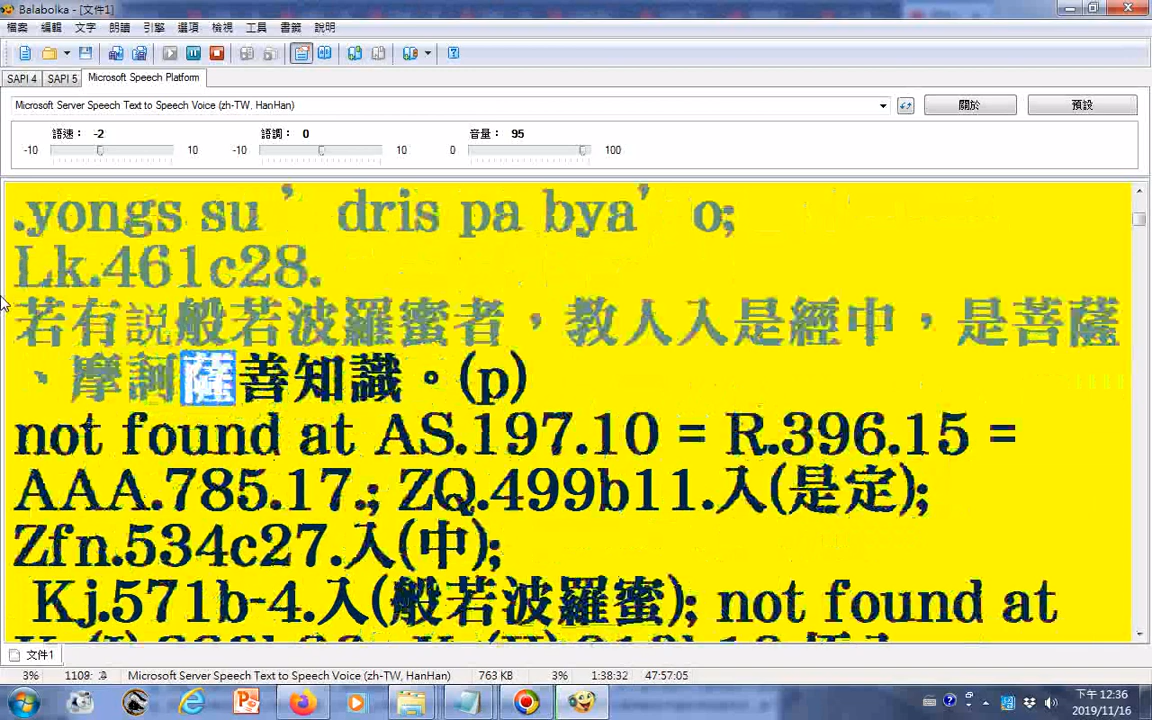 Balabolka - [文件1]
檔案 編輯 文字 朗讀 引擎 選項 檢視 工具 書籤 說明
SAPI 4 SAPI 5 Microsoft Speech Platform
Microsoft Server Speech Text to Speech Voice (zh-TW, HanHan) 關於 預設
語速： -2 語調： 0 音量： 95
-10 10 -10 10 0 100
.yongs su ’ dris pa bya’ o;
Lk.461c28.
若有説般若波羅蜜者，教人入是經中，是菩薩
、摩訶薩善知識。(p)
not found at AS.197.10 = R.396.15 =
AAA.785.17.; ZQ.499b11.入(是定);
Zfn.534c27.入(中);
Kj.571b-4.入(般若波羅蜜); not found at
文件1
3% 1109: Microsoft Server Speech Text to Speech Voice (zh-TW, HanHan) 763 KB 3% 1:38:32 47:57:05
下午 12:36
2019/11/16